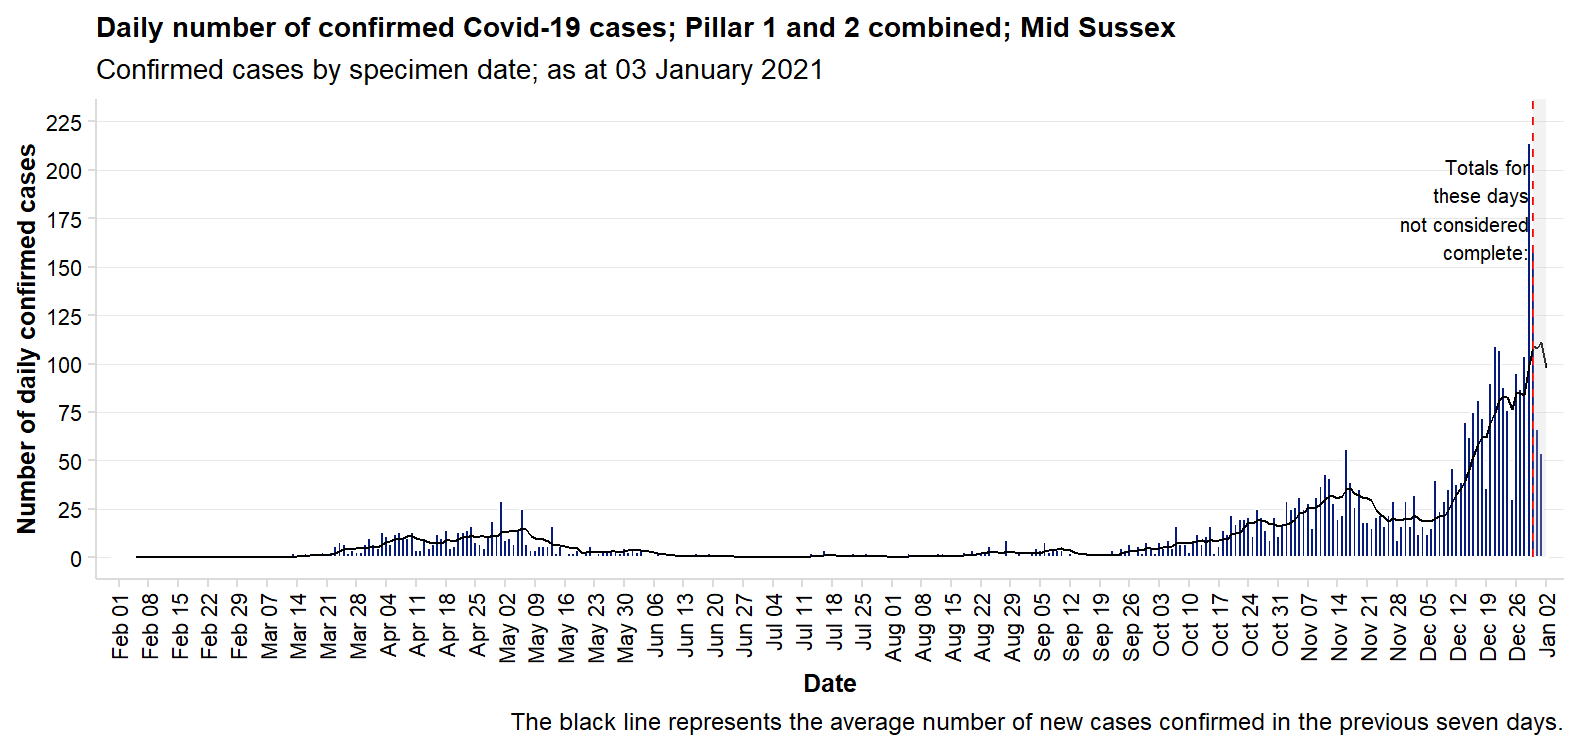 Daily number of confirmed Covid-19 cases; Pillar 1 and 2 combined; Mid Sussex
Confirmed cases by specimen date; as at 03 January 2021
Number of daily confirmed cases
225
200
175
150
125
100
75
50
25
0
Totals for
these days
not considered
complete:
Feb 01
Feb 08
Feb 15
Feb 22
Feb 29
Mar 07
Mar 14
Mar 21
Mar 28
Apr 04
Apr 11
Apr 18
Apr 25
May 02
May 09
May 16
May 23
May 30
Jun 06
Jun 13
Jun 20
Jun 27
Jul 04
Jul 11
Jul 18
Jul 25
Aug 01
Aug 08
Aug 15
Aug 22
Aug 29
Sep 05
Sep 12
Sep 19
Sep 26
Oct 03
Oct 10
Oct 17
Oct 24
Oct 31
Nov 07
Nov 14
Nov 21
Nov 28
Dec 05
Dec 12
Dec 19
Dec 26
Jan 02
Date
The black line represents the average number of new cases confirmed in the previous seven days.